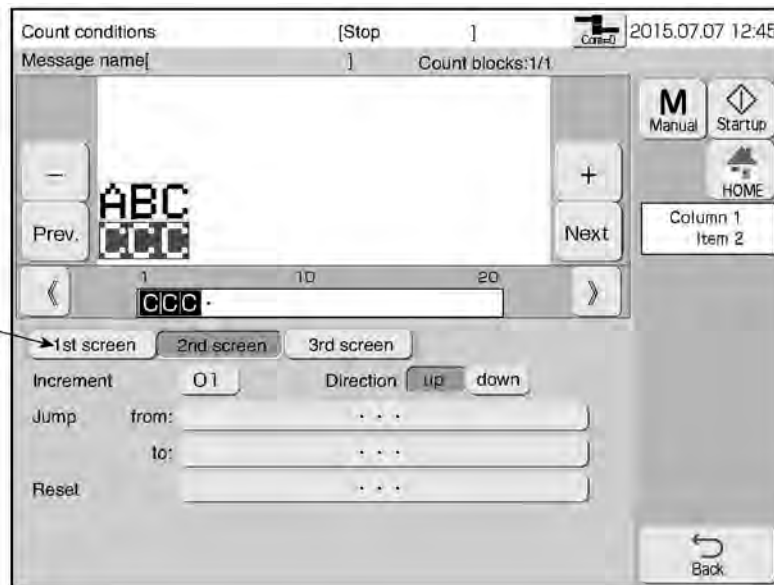 Count conditions [Stop ] Com=0 2015.07.07 12:45
Message name[ ] Count blocks:1/1
M
Manual
Startup
HOME
Column 1
Item 2
-
+
ABC
CCC
Prev.
Next
1 10 20
《 CCC· 》
1st screen 2nd screen 3rd screen
Increment 01 Direction up down
Jump from: · · ·
to: · · ·
Reset · · ·
Back